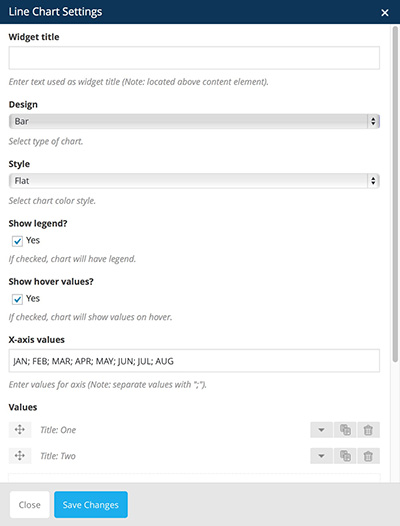 Line Chart Settings
Widget title
Enter text used as widget title (Note: located above content element).
Design
Bar
Select type of chart.
Style
Flat
Select chart color style.
Show legend?
Yes
If checked, chart will have legend.
Show hover values?
Yes
If checked, chart will show values on hover.
X-axis values
JAN; FEB; MAR; APR; MAY; JUN; JUL; AUG
Enter values for axis (Note: separate values with ";").
Values
Title: One
Title: Two
Close Save Changes